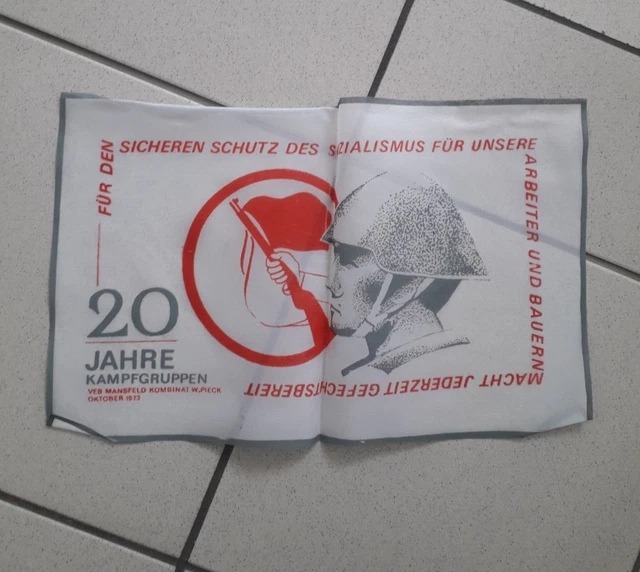 FÜR DEN
SICHEREN SCHUTZ DES SOZIALISMUS FÜR UNSERE
ARBEITER UND BAUERN
MACHT JEDERZEIT GEFECHTSBEREIT
20
JAHRE
KAMPFGRUPPEN
VEB MANSFELD KOMBINAT W.PIECK
OKTOBER 1973